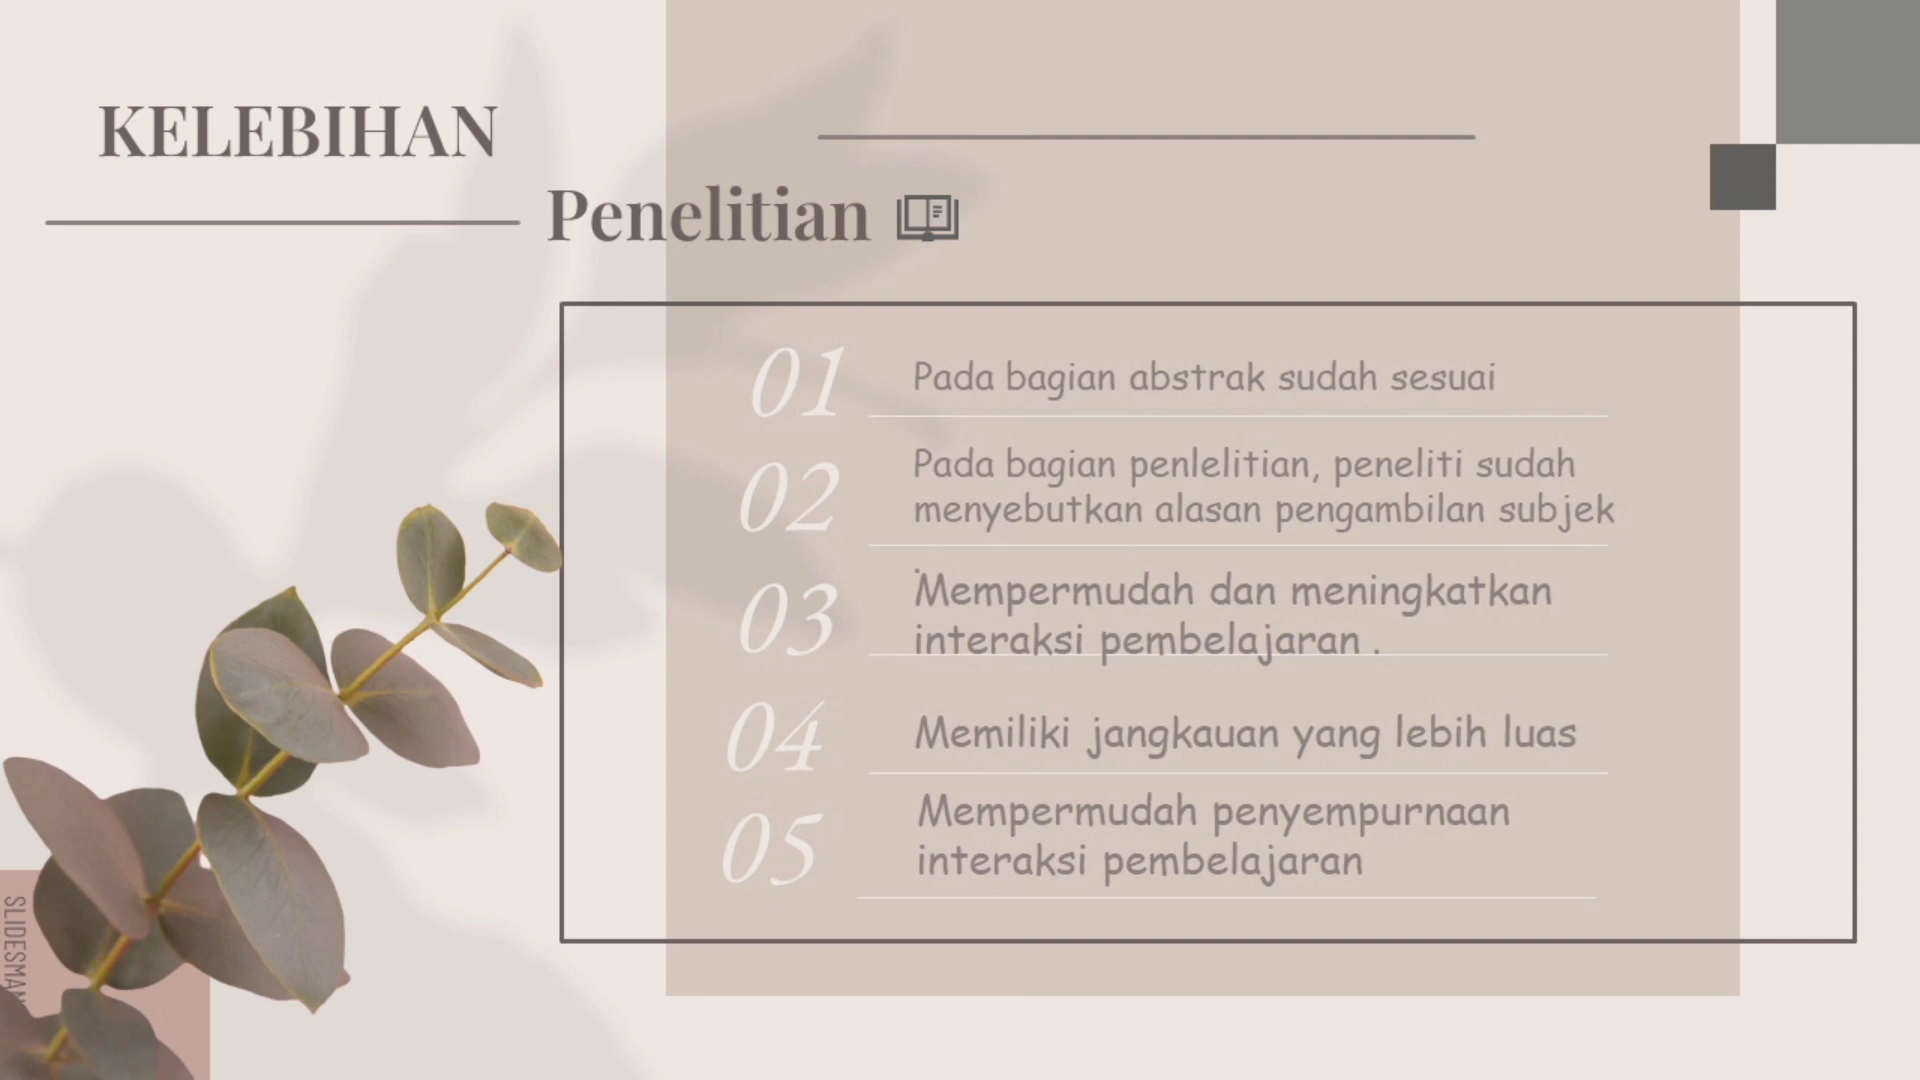 KELEBIHAN
Penelitian
01
Pada bagian abstrak sudah sesuai
02
Pada bagian penlelitian, peneliti sudah
menyebutkan alasan pengambilan subjek
.
03
Mempermudah dan meningkatkan
interaksi pembelajaran .
04
Memiliki jangkauan yang lebih luas
05
Mempermudah penyempurnaan
interaksi pembelajaran
SLIDESMAN